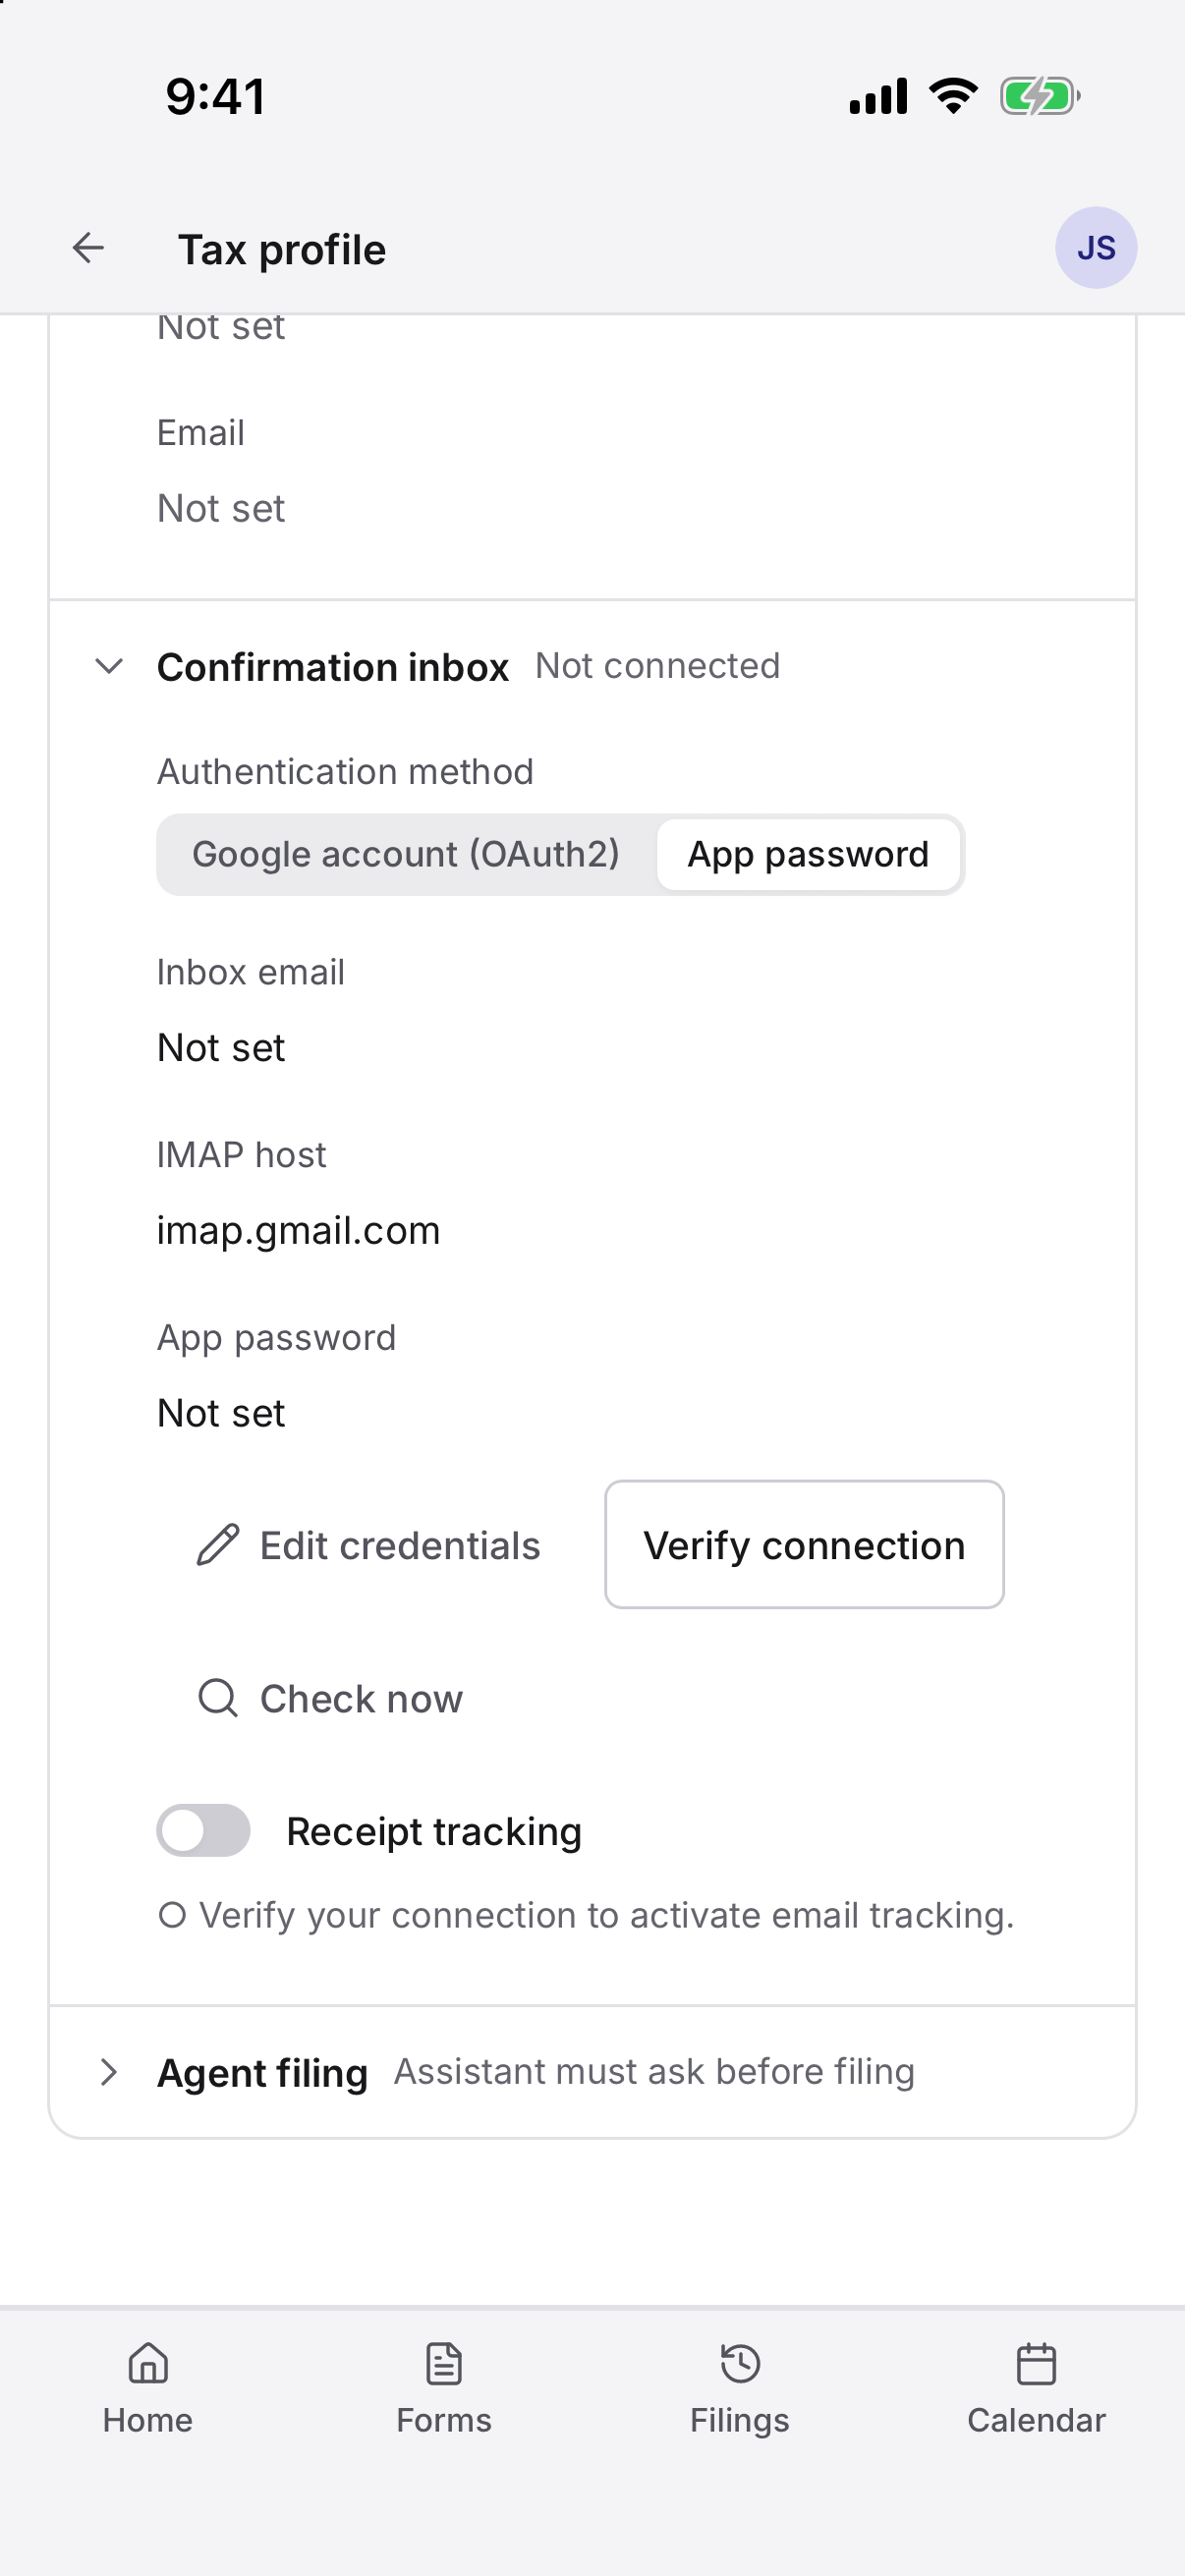 9:41
Tax profile
JS
Not set
Email
Not set
Confirmation inbox Not connected
Authentication method
Google account (OAuth2) App password
Inbox email
Not set
IMAP host
imap.gmail.com
App password
Not set
Edit credentials Verify connection
Check now
Receipt tracking
Verify your connection to activate email tracking.
Agent filing Assistant must ask before filing
Home Forms Filings Calendar